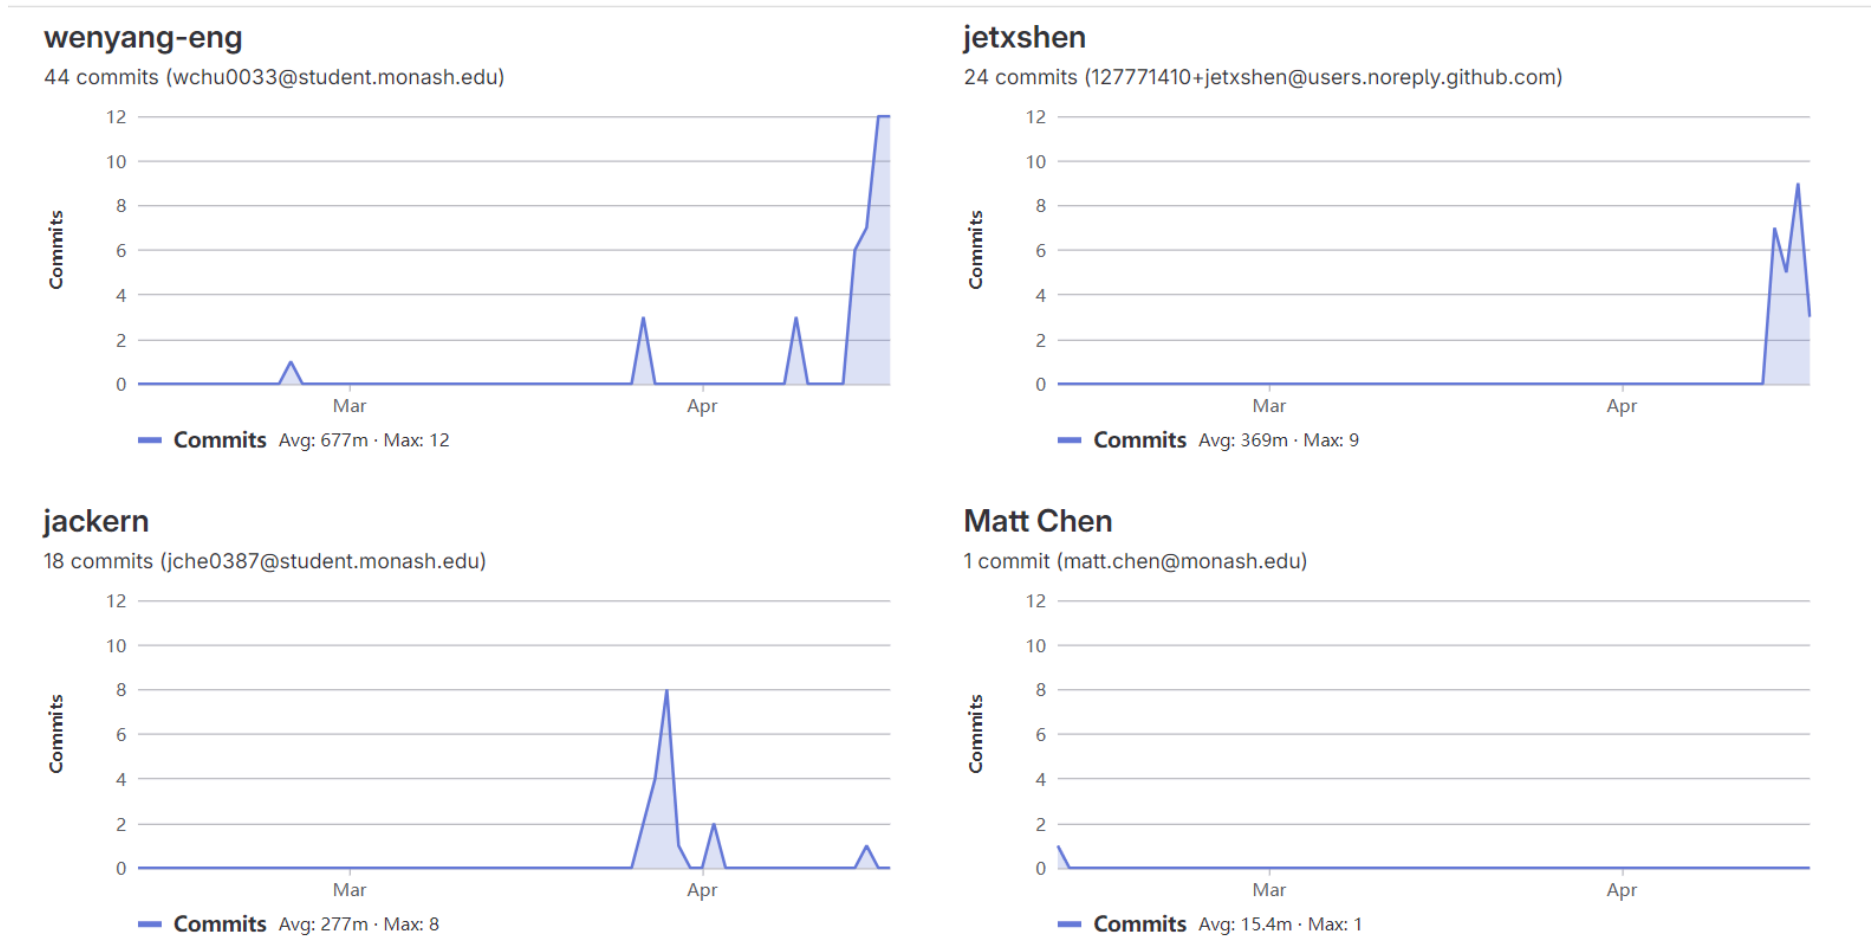 wenyang-eng
44 commits (wchu0033@student.monash.edu)
12
10
8
6
4
2
0
Commits
Mar
Apr
Commits Avg: 677m · Max: 12
jetxshen
24 commits (127771410+jetxshen@users.noreply.github.com)
12
10
8
6
4
2
0
Commits
Mar
Apr
Commits Avg: 369m · Max: 9
jackern
18 commits (jche0387@student.monash.edu)
12
10
8
6
4
2
0
Commits
Mar
Apr
Commits Avg: 277m · Max: 8
Matt Chen
1 commit (matt.chen@monash.edu)
12
10
8
6
4
2
0
Commits
Mar
Apr
Commits Avg: 15.4m · Max: 1